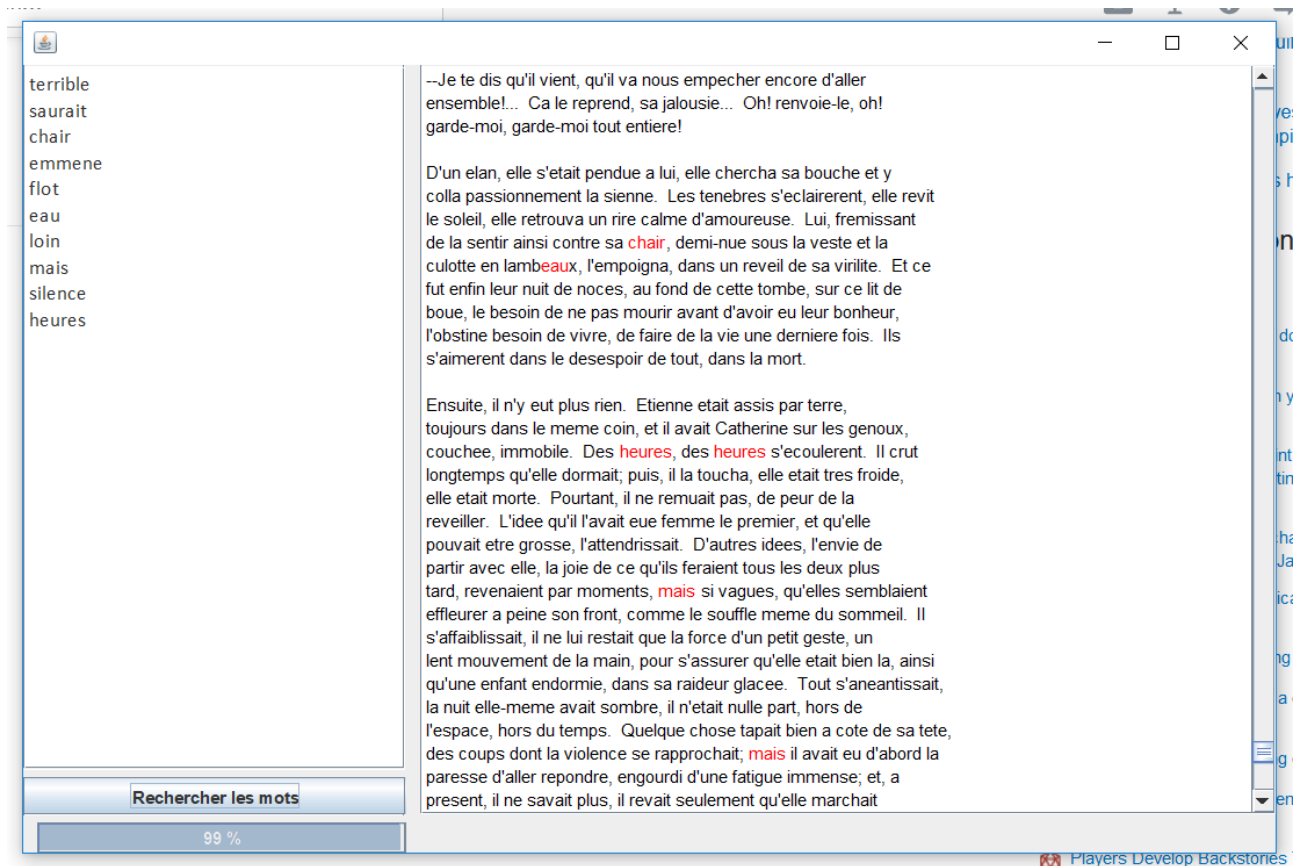 terrible
saurait
chair
emmene
flot
eau
loin
mais
silence
heures
Rechercher les mots
99 %
--Je te dis qu'il vient, qu'il va nous empecher encore d'aller
ensemble!...  Ca le reprend, sa jalousie...  Oh! renvoie-le, oh!
garde-moi, garde-moi tout entiere!
D'un elan, elle s'etait pendue a lui, elle chercha sa bouche et y
colla passionnement la sienne.  Les tenebres s'eclairerent, elle revit
le soleil, elle retrouva un rire calme d'amoureuse.  Lui, fremissant
de la sentir ainsi contre sa chair, demi-nue sous la veste et la
culotte en lambeaux, l'empoigna, dans un reveil de sa virilite.  Et ce
fut enfin leur nuit de noces, au fond de cette tombe, sur ce lit de
boue, le besoin de ne pas mourir avant d'avoir eu leur bonheur,
l'obstine besoin de vivre, de faire de la vie une derniere fois.  Ils
s'aimerent dans le desespoir de tout, dans la mort.
Ensuite, il n'y eut plus rien.  Etienne etait assis par terre,
toujours dans le meme coin, et il avait Catherine sur les genoux,
couchee, immobile.  Des heures, des heures s'ecoulerent.  Il crut
longtemps qu'elle dormait; puis, il la toucha, elle etait tres froide,
elle etait morte.  Pourtant, il ne remuait pas, de peur de la
reveiller.  L'idee qu'il l'avait eue femme le premier, et qu'elle
pouvait etre grosse, l'attendrissait.  D'autres idees, l'envie de
partir avec elle, la joie de ce qu'ils feraient tous les deux plus
tard, revenaient par moments, mais si vagues, qu'elles semblaient
effleurer a peine son front, comme le souffle meme du sommeil.  Il
s'affaiblissait, il ne lui restait que la force d'un petit geste, un
lent mouvement de la main, pour s'assurer qu'elle etait bien la, ainsi
qu'une enfant endormie, dans sa raideur glacee.  Tout s'aneantissait,
la nuit elle-meme avait sombre, il n'etait nulle part, hors de
l'espace, hors du temps.  Quelque chose tapait bien a cote de sa tete,
des coups dont la violence se rapprochait; mais il avait eu d'abord la
paresse d'aller repondre, engourdi d'une fatigue immense; et, a
present, il ne savait plus, il revait seulement qu'elle marchait
Players Develop Backstories